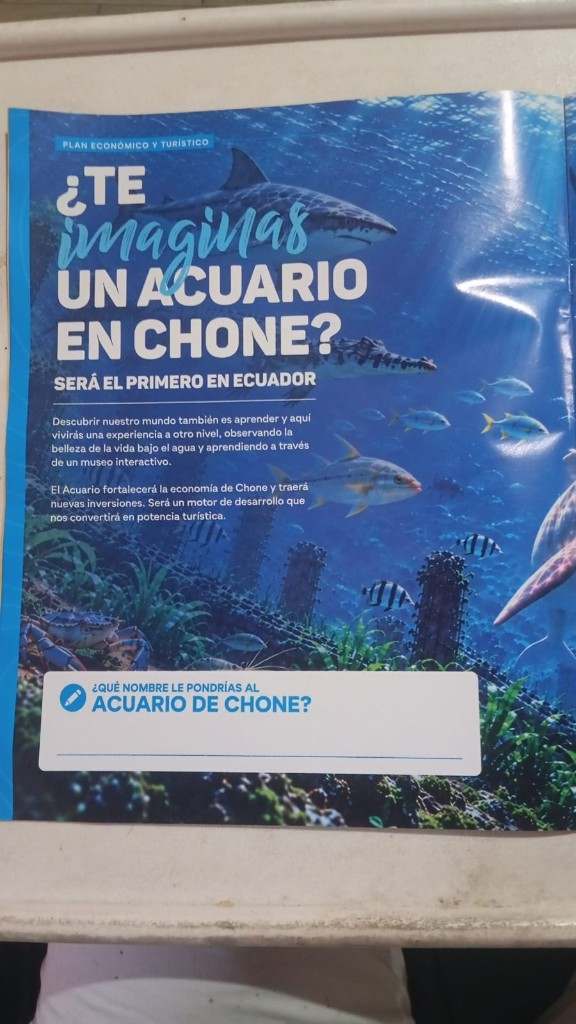 PLAN ECONÓMICO Y TURÍSTICO
¿TE
imaginas
UN ACUARIO
EN CHONE?
SERÁ EL PRIMERO EN ECUADOR
Descubrir nuestro mundo también es aprender y aquí
vivirás una experiencia a otro nivel, observando la
belleza de la vida bajo el agua y aprendiendo a través
de un museo interactivo.
El Acuario fortalecerá la economía de Chone y traerá
nuevas inversiones. Será un motor de desarrollo que
nos convertirá en potencia turística.
¿QUÉ NOMBRE LE PONDRÍAS AL
ACUARIO DE CHONE?